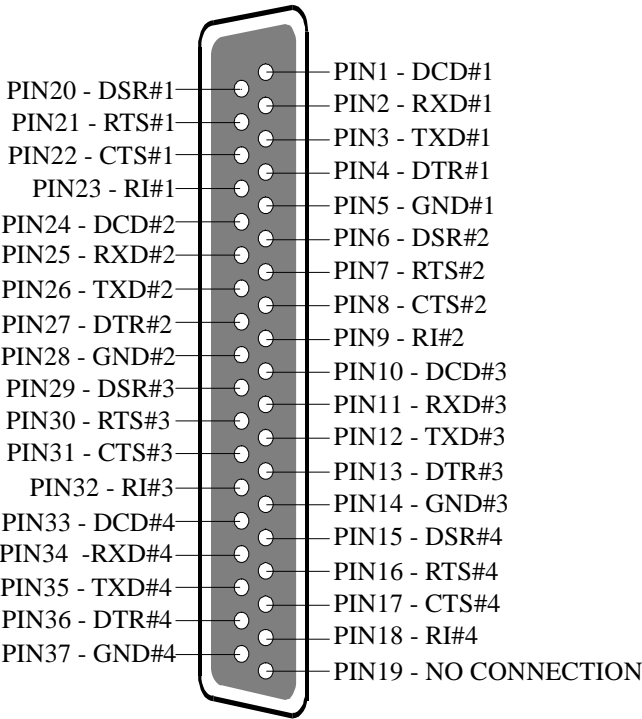 PIN1 - DCD#1
PIN2 - RXD#1
PIN3 - TXD#1
PIN4 - DTR#1
PIN5 - GND#1
PIN6 - DSR#2
PIN7 - RTS#2
PIN8 - CTS#2
PIN9 - RI#2
PIN10 - DCD#3
PIN11 - RXD#3
PIN12 - TXD#3
PIN13 - DTR#3
PIN14 - GND#3
PIN15 - DSR#4
PIN16 - RTS#4
PIN17 - CTS#4
PIN18 - RI#4
PIN19 - NO CONNECTION
PIN20 - DSR#1
PIN21 - RTS#1
PIN22 - CTS#1
PIN23 - RI#1
PIN24 - DCD#2
PIN25 - RXD#2
PIN26 - TXD#2
PIN27 - DTR#2
PIN28 - GND#2
PIN29 - DSR#3
PIN30 - RTS#3
PIN31 - CTS#3
PIN32 - RI#3
PIN33 - DCD#4
PIN34 -RXD#4
PIN35 - TXD#4
PIN36 - DTR#4
PIN37 - GND#4